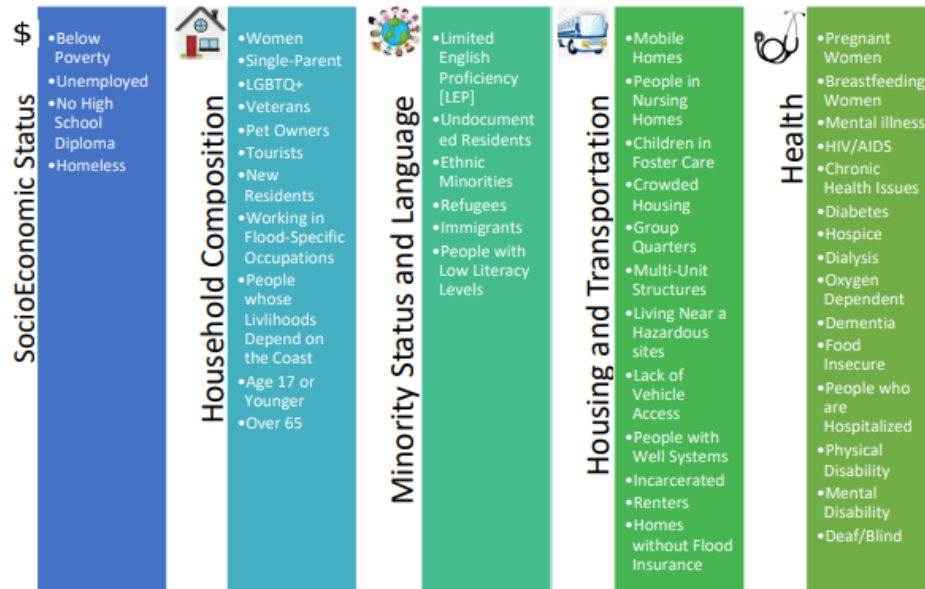 $
SocioEconomic Status
•Below
Poverty
•Unemployed
•No High
School
Diploma
•Homeless
Household Composition
•Women
•Single-Parent
•LGBTQ+
•Veterans
•Pet Owners
•Tourists
•New
Residents
•Working in
Flood-Specific
Occupations
•People
whose
Livlihoods
Depend on
the Coast
•Age 17 or
Younger
•Over 65
Minority Status and Language
•Limited
English
Proficiency
[LEP]
•Undocument
ed Residents
•Ethnic
Minorities
•Refugees
•Immigrants
•People with
Low Literacy
Levels
Housing and Transportation
•Mobile
Homes
•People in
Nursing
Homes
•Children in
Foster Care
•Crowded
Housing
•Group
Quarters
•Multi-Unit
Structures
•Living Near a
Hazardous
sites
•Lack of
Vehicle
Access
•People with
Well Systems
•Incarcerated
•Renters
•Homes
without Flood
Insurance
Health
•Pregnant
Women
•Breastfeeding
Women
•Mental illness
•HIV/AIDS
•Chronic
Health Issues
•Diabetes
•Hospice
•Dialysis
•Oxygen
Dependent
•Dementia
•Food
Insecure
•People who
are
Hospitalized
•Physical
Disability
•Mental
Disability
•Deaf/Blind